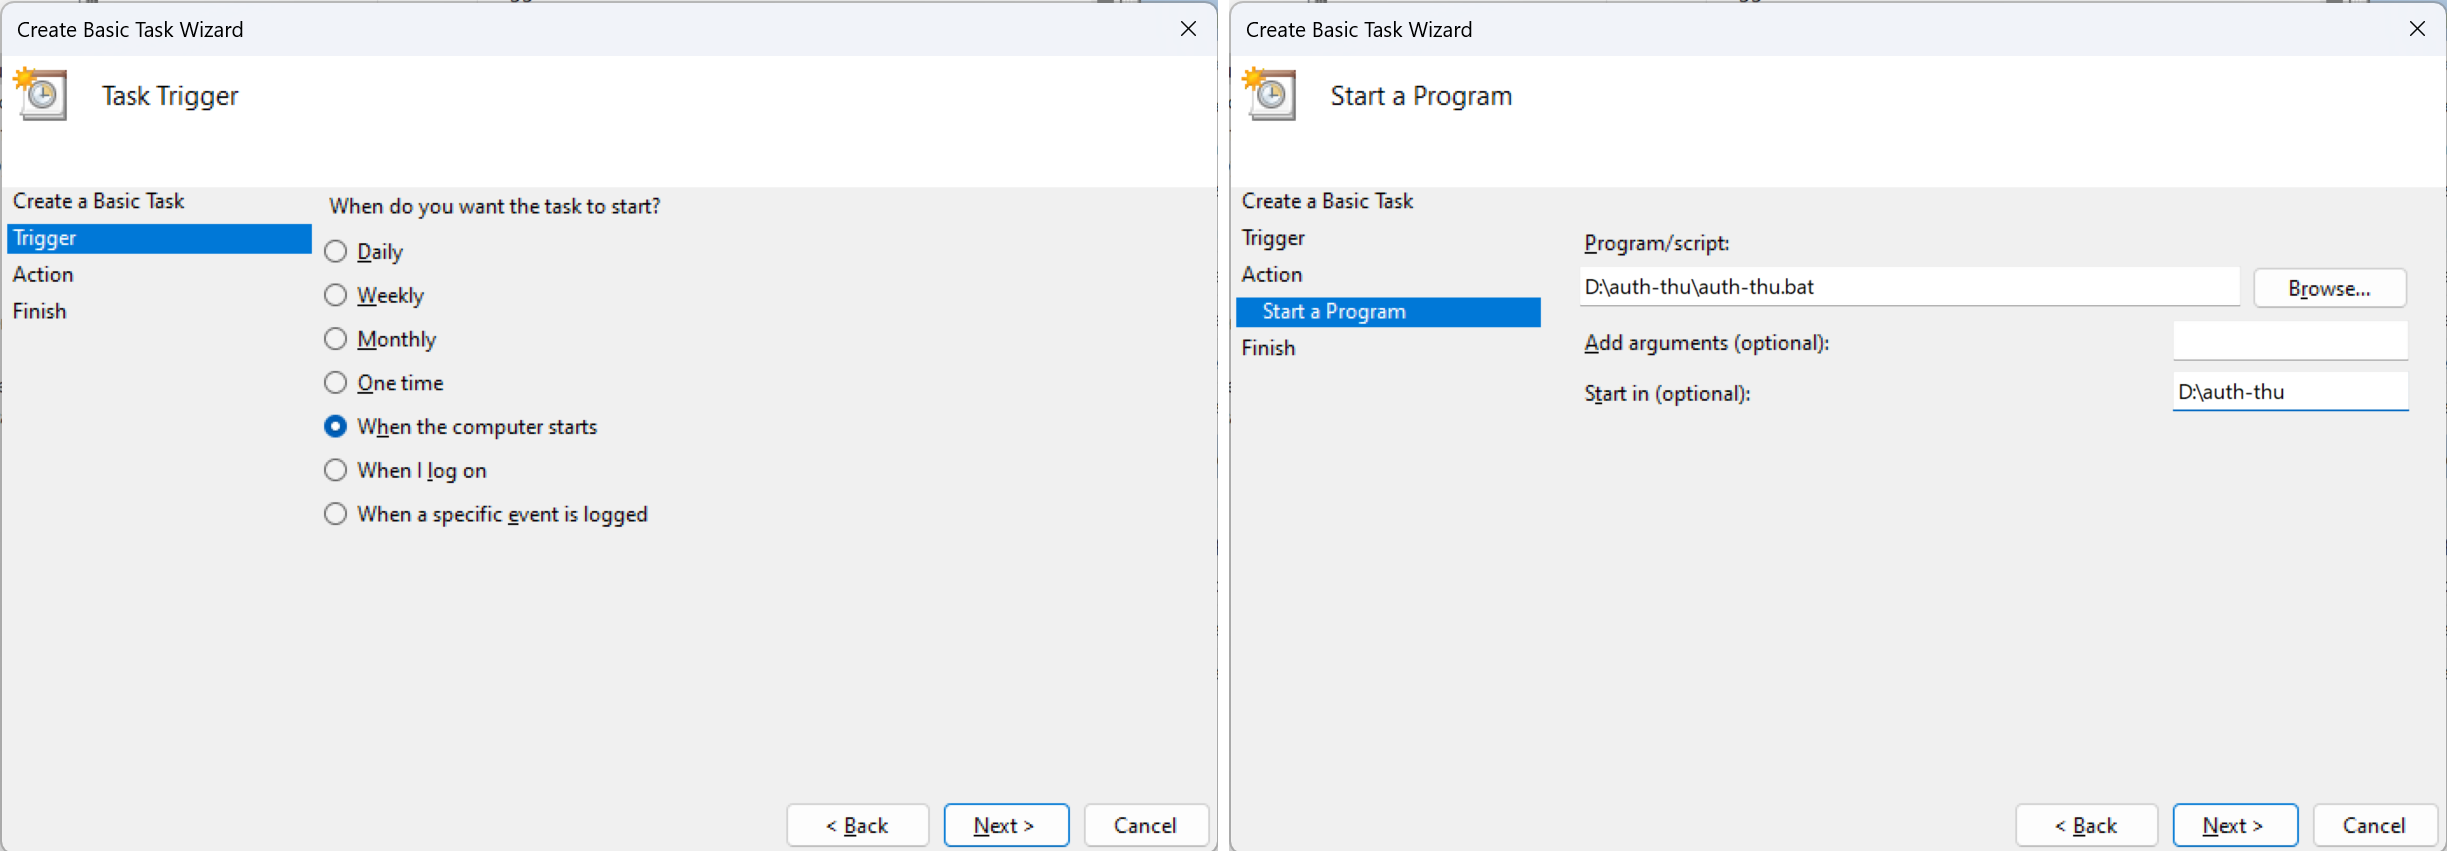 Create Basic Task Wizard
Task Trigger
Create a Basic Task
Trigger
Action
Finish
When do you want the task to start?
Daily
Weekly
Monthly
One time
When the computer starts
When I log on
When a specific event is logged
< Back
Next >
Cancel
Create Basic Task Wizard
Start a Program
Create a Basic Task
Trigger
Action
Start a Program
Finish
Program/script:
D:\auth-thu\auth-thu.bat
Browse...
Add arguments (optional):
Start in (optional):
D:\auth-thu
< Back
Next >
Cancel